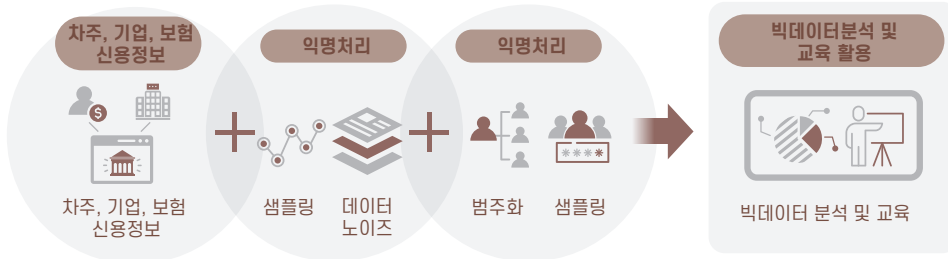 차주, 기업, 보험
신용정보
익명처리
익명처리
빅데이터분석 및
교육 활용
$
차주, 기업, 보험
신용정보
샘플링
데이터
노이즈
범주화
샘플링
빅데이터 분석 및 교육